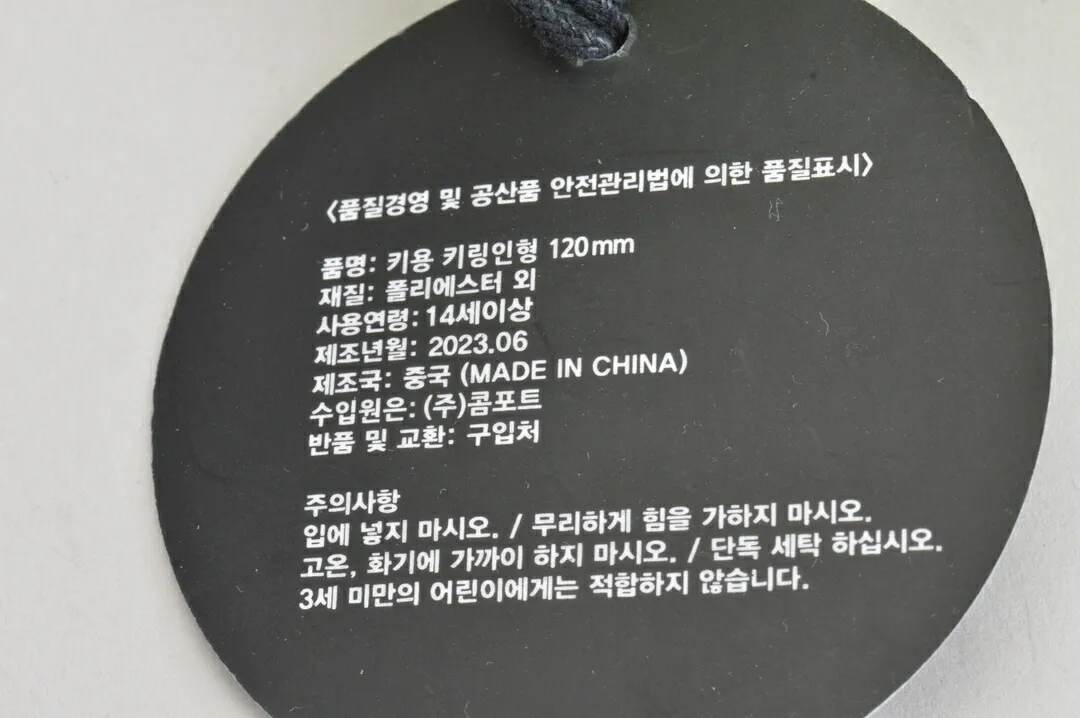 <품질경영 및 공산품 안전관리법에 의한 품질표시>
품명: 키용 키링인형 120mm
재질: 폴리에스터 외
사용연령: 14세이상
제조년월: 2023.06
제조국: 중국 (MADE IN CHINA)
수입원은: (주)콤포트
반품 및 교환: 구입처
주의사항
입에 넣지 마시오. / 무리하게 힘을 가하지 마시오.
고온, 화기에 가까이 하지 마시오. / 단독 세탁 하십시오.
3세 미만의 어린이에게는 적합하지 않습니다.